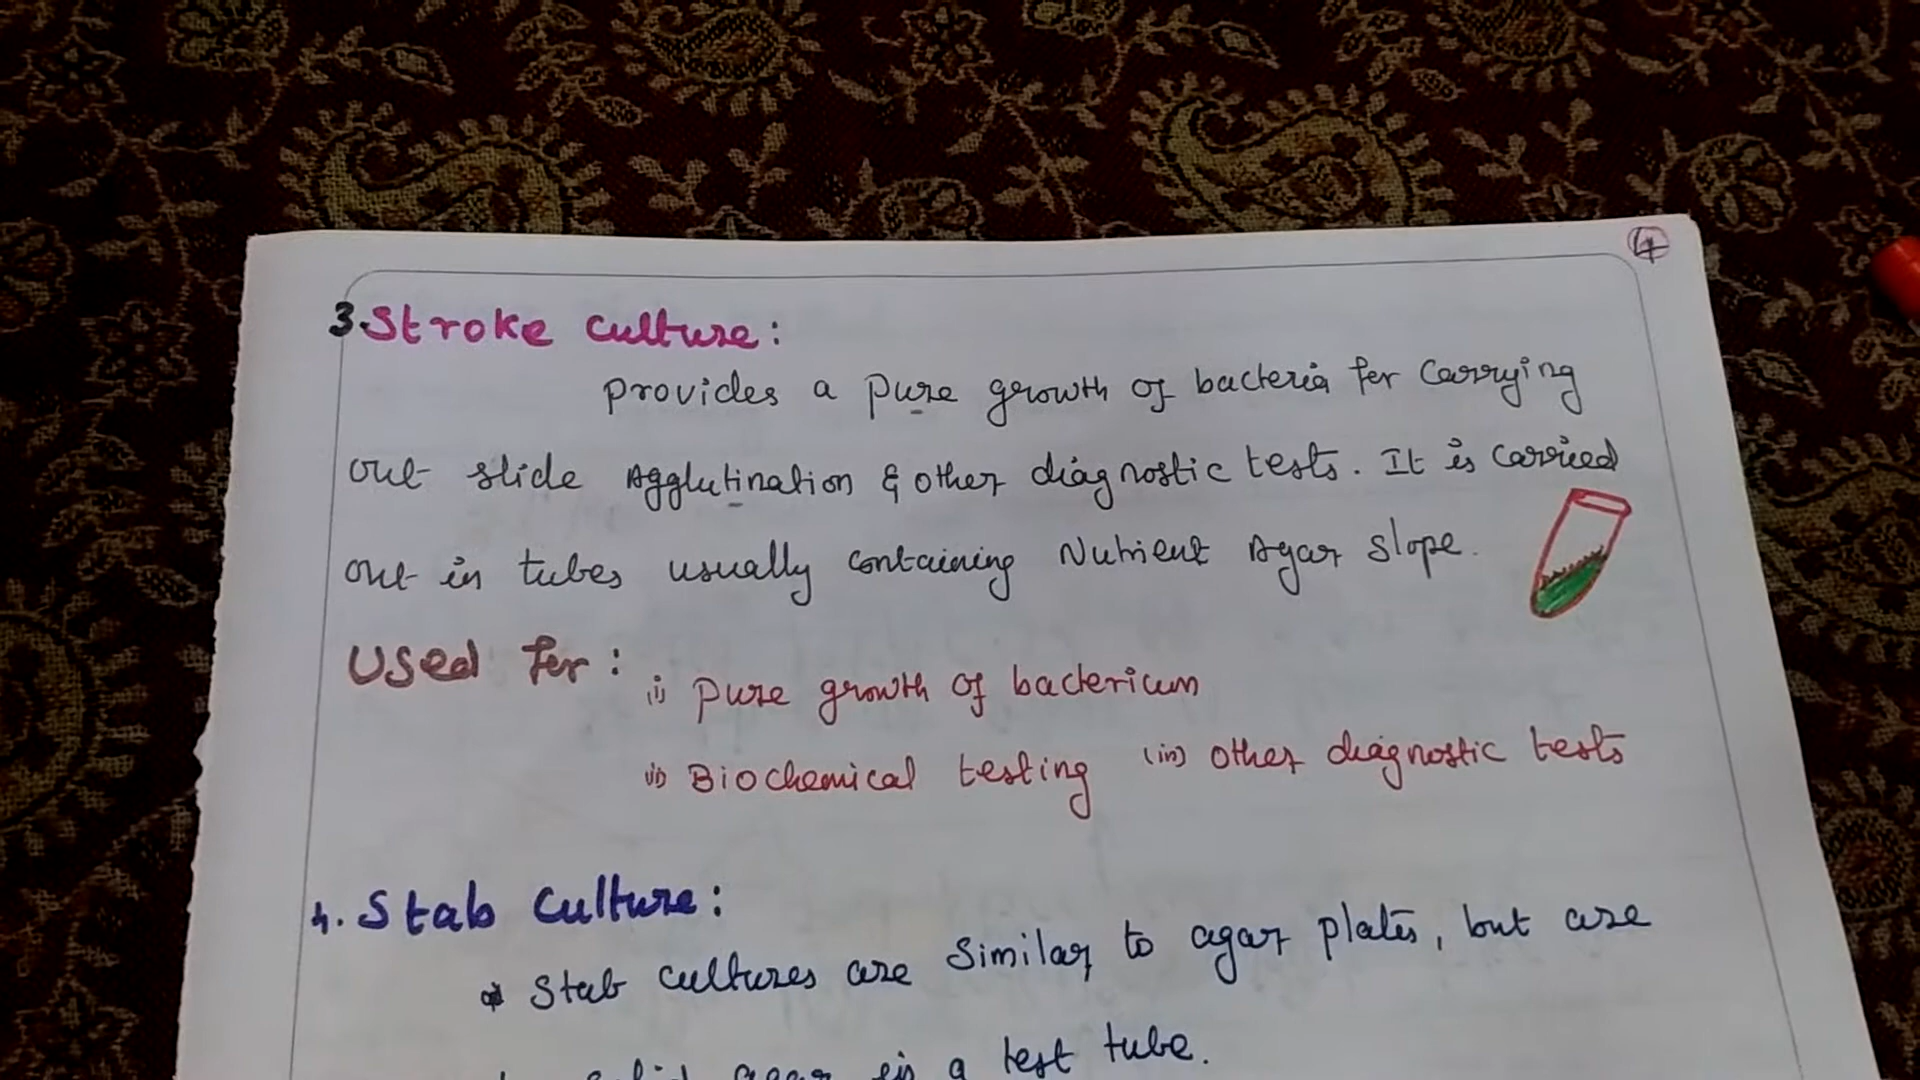 4
3. Stroke culture:
provides a pure growth of bacteria for carrying
out slide Agglutination & other diagnostic tests. It is carried
out in tubes usually containing Nutrient Agar slope.
Used for:
i) pure growth of bacterium
ii) Biochemical testing (iii) other diagnostic tests
4. Stab culture:
* Stab cultures are similar to agar plates, but are
solid agar in a test tube.